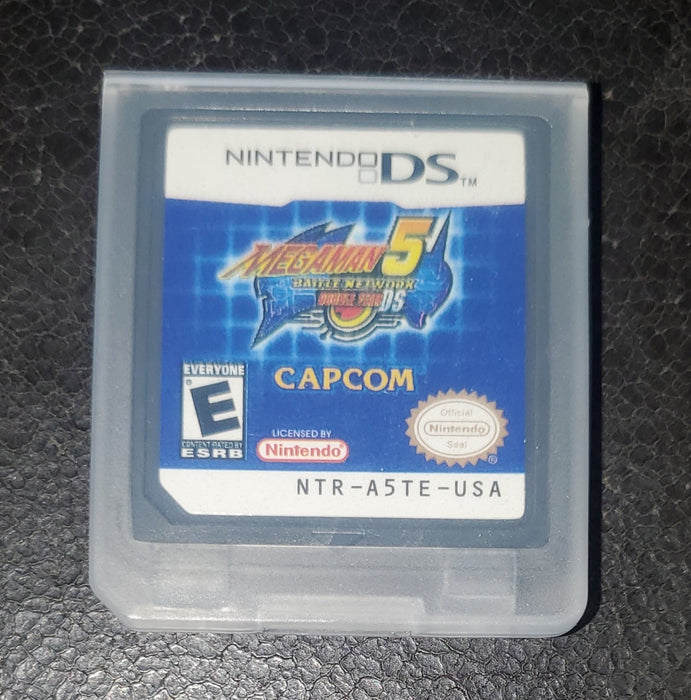 NINTENDO DS™
MEGAMAN 5
BATTLE NETWORK
DOUBLE TEAM DS
CAPCOM
EVERYONE
E
CONTENT RATED BY
ESRB
LICENSED BY
Nintendo®
Official
Nintendo
Seal
®
NTR-A5TE-USA